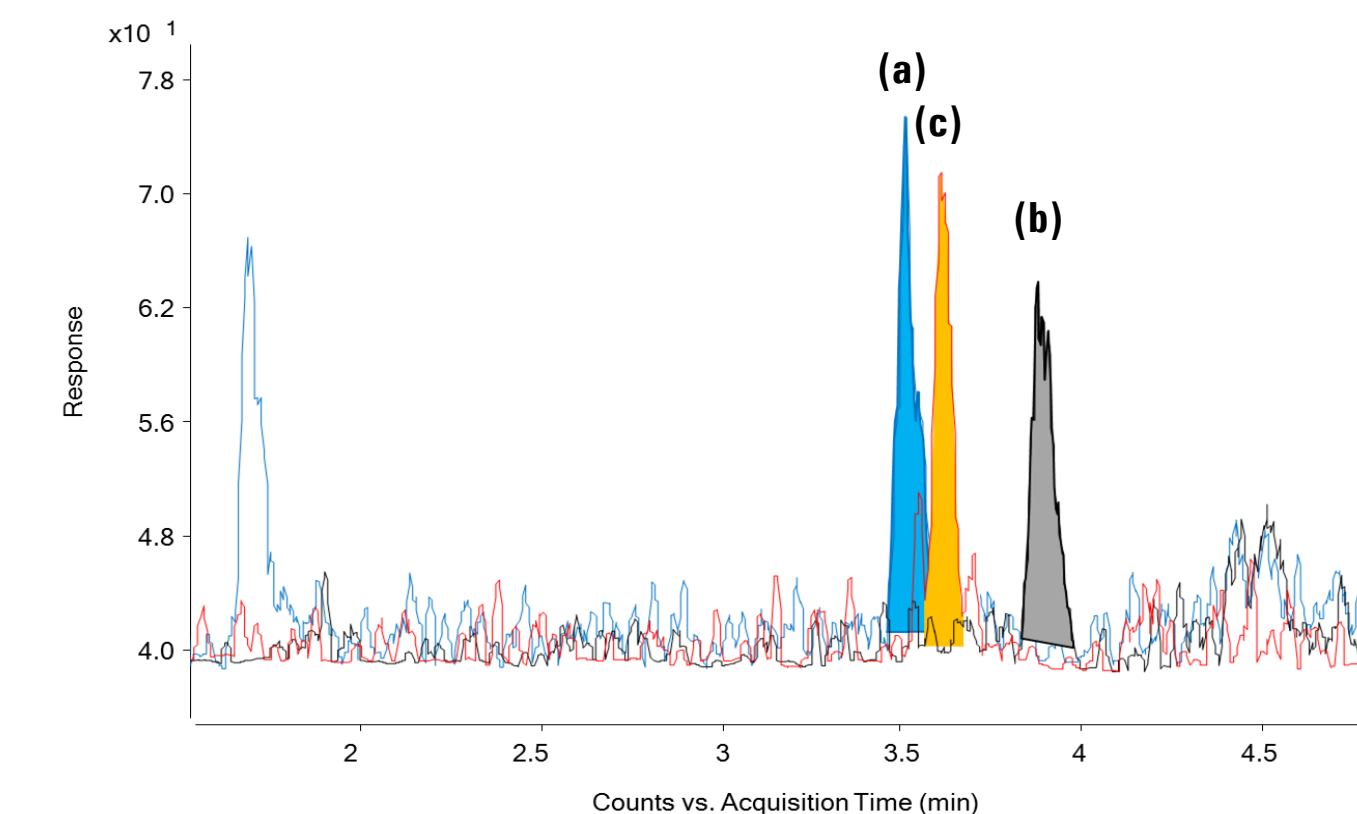 x10 1
7.8
(a)
(c)
7.0
(b)
6.2
Response
5.6
4.8
4.0
2 2.5 3 3.5 4 4.5
Counts vs. Acquisition Time (min)